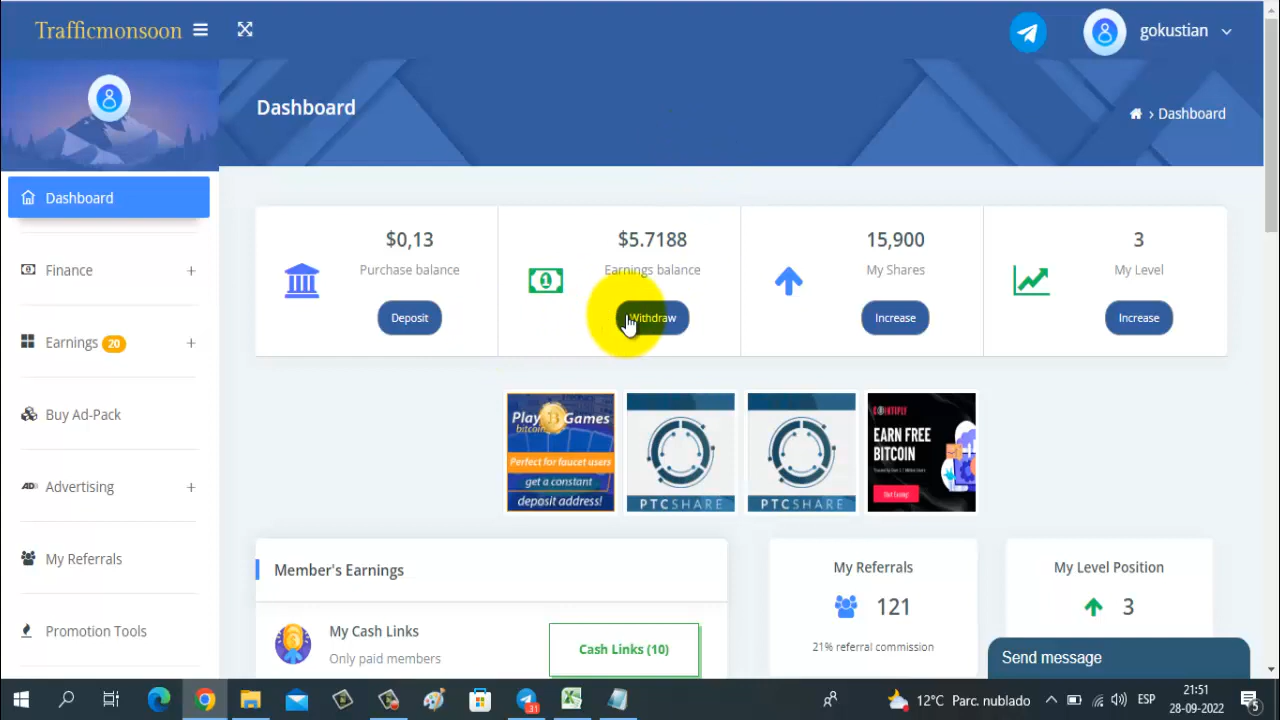 Trafficmonsoon
gokustian
Dashboard
Dashboard
Dashboard
Finance
Earnings 20
Buy Ad-Pack
Advertising
My Referrals
Promotion Tools
$0,13
Purchase balance
Deposit
$5.7188
Earnings balance
Withdraw
15,900
My Shares
Increase
3
My Level
Increase
Play Games
bitcoin
Perfect for faucet users
get a constant
deposit address!
PTCSHARE
PTCSHARE
COINTIPLY
EARN FREE
BITCOIN
Member's Earnings
My Cash Links
Only paid members
Cash Links (10)
My Referrals
121
21% referral commission
My Level Position
3
Send message
31
12°C Parc. nublado
ESP
21:51
28-09-2022
5